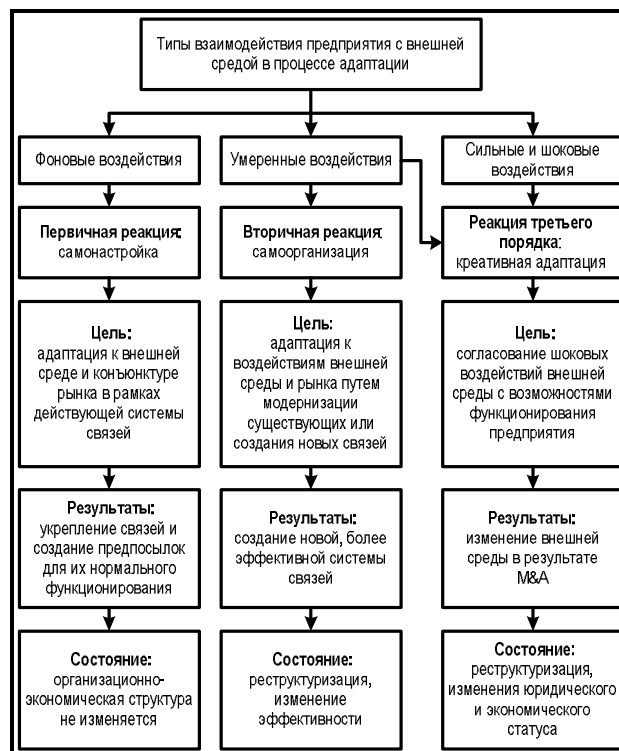 Типы взаимодействия предприятия с внешней
средой в процессе адаптации
Фоновые воздействия
Умеренные воздействия
Сильные и шоковые
воздействия
Первичная реакция:
самонастройка
Вторичная реакция:
самоорганизация
Реакция третьего
порядка:
креативная адаптация
Цель:
адаптация к внешней
среде и конъюнктуре
рынка в рамках
действующей системы
связей
Цель:
адаптация к
воздействиям внешней
среды и рынка путем
модернизации
существующих или
создания новых связей
Цель:
согласование шоковых
воздействий внешней
среды с возможностями
функционирования
предприятия
Результаты:
укрепление связей и
создание предпосылок
для их нормального
функционирования
Результаты:
создание новой, более
эффективной системы
связей
Результаты:
изменение внешней
среды в результате
M&A
Состояние:
организационно-
экономическая структура
не изменяется
Состояние:
реструктуризация,
изменение
эффективности
Состояние:
реструктуризация,
изменения юридического
и экономического
статуса